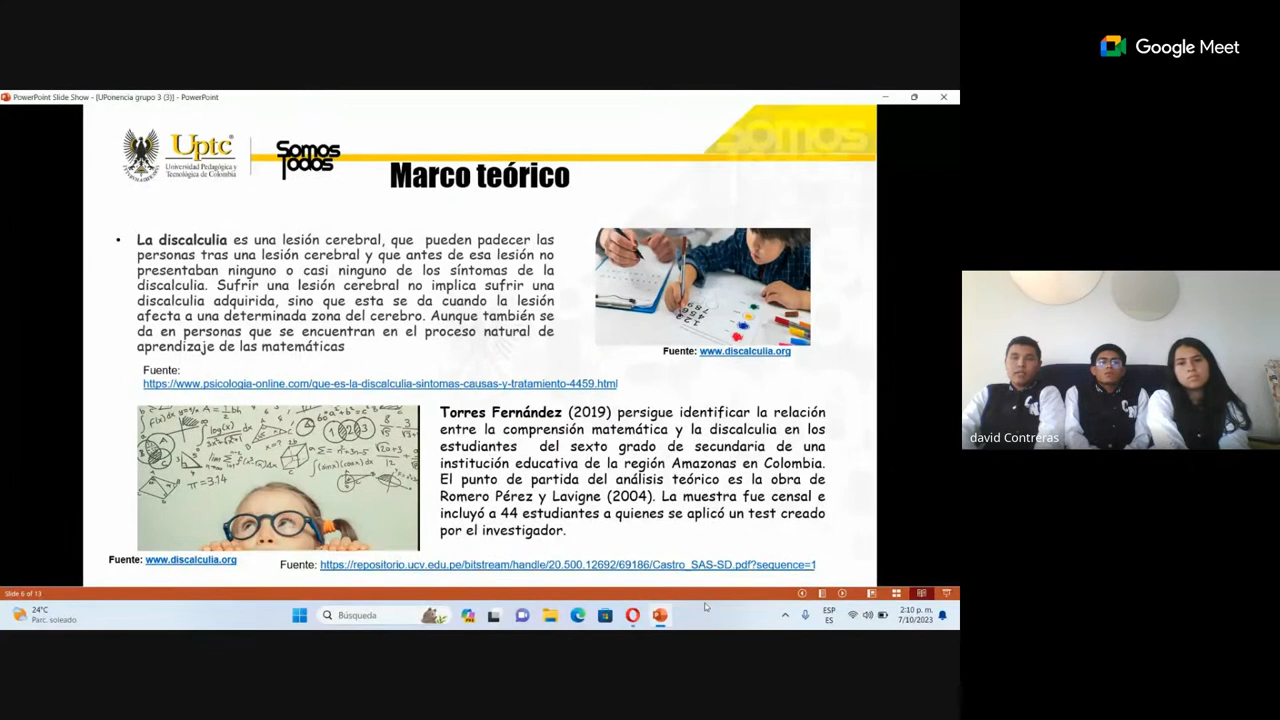 Google Meet
PowerPoint Slide Show - [UPonencia grupo 3 (3)] - PowerPoint
Uptc
Universidad Pedagógica y
Tecnológica de Colombia
Somos
Todos
SOMOS
Marco teórico
• La discalculia es una lesión cerebral, que pueden padecer las
personas tras una lesión cerebral y que antes de esa lesión no
presentaban ninguno o casi ninguno de los síntomas de la
discalculia. Sufrir una lesión cerebral no implica sufrir una
discalculia adquirida, sino que esta se da cuando la lesión
afecta a una determinada zona del cerebro. Aunque también se
da en personas que se encuentran en el proceso natural de
aprendizaje de las matemáticas
Fuente: www.discalculia.org
Fuente:
https://www.psicologia-online.com/que-es-la-discalculia-sintomas-causas-y-tratamiento-4459.html
π=3.14
Torres Fernández (2019) persigue identificar la relación
entre la comprensión matemática y la discalculia en los
estudiantes del sexto grado de secundaria de una
institución educativa de la región Amazonas en Colombia.
El punto de partida del análisis teórico es la obra de
Romero Pérez y Lavigne (2004). La muestra fue censal e
incluyó a 44 estudiantes a quienes se aplicó un test creado
por el investigador.
Fuente: www.discalculia.org
Fuente: https://repositorio.ucv.edu.pe/bitstream/handle/20.500.12692/69186/Castro_SAS-SD.pdf?sequence=1
david Contreras
Slide 6 of 13
24°C
Parc. soleado
Búsqueda
ESP
ES
2:10 p. m.
7/10/2023